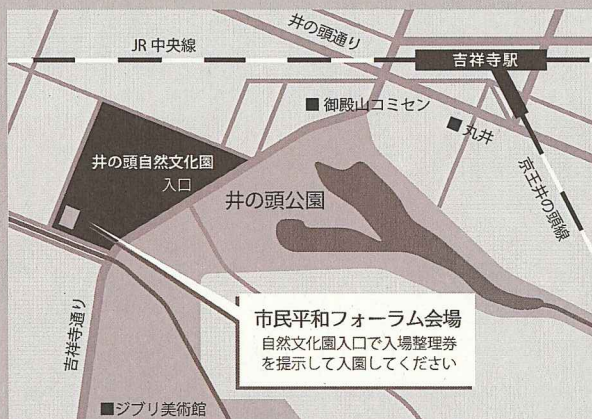 JR 中央線
井の頭通り
吉祥寺駅
■御殿山コミセン
■丸井
井の頭自然文化園
入口
京王井の頭線
井の頭公園
市民平和フォーラム会場
自然文化園入口で入場整理券
を提示して入園してください
吉祥寺通り
■ジブリ美術館